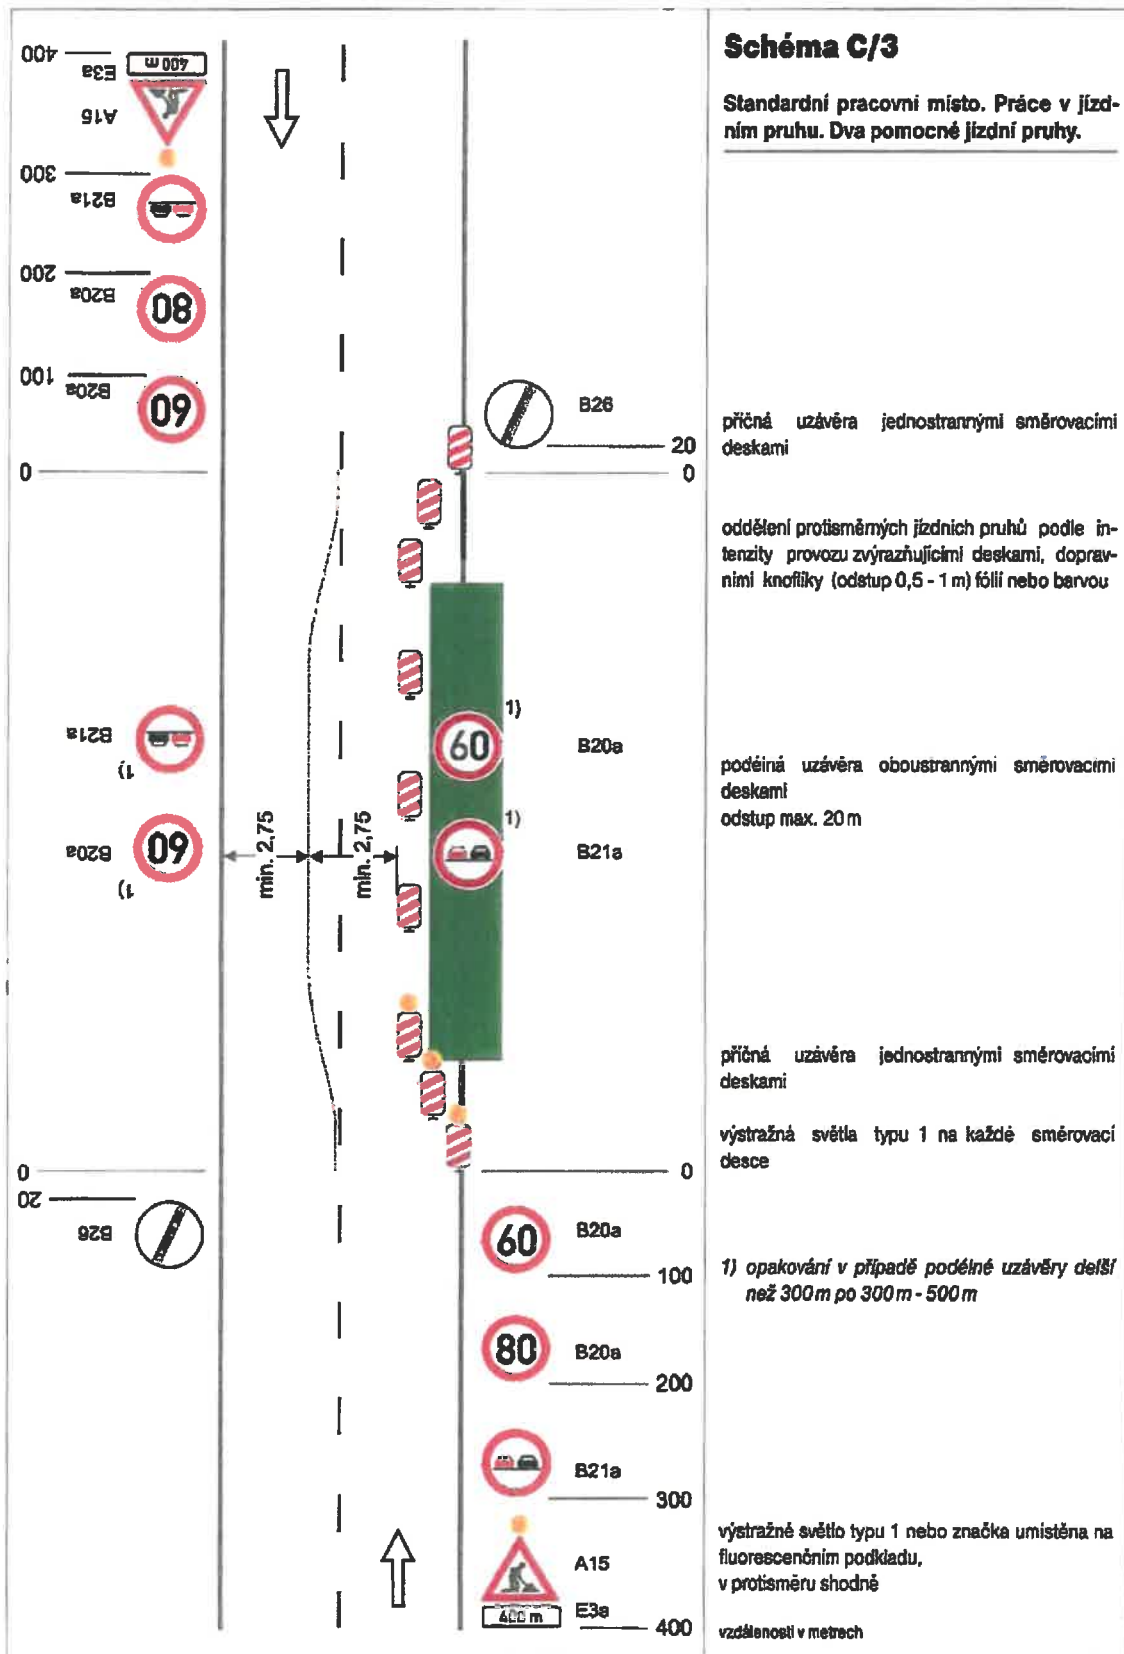 Schéma C/3
Standardní pracovní místo. Práce v jízd-
ním pruhu. Dva pomocné jízdní pruhy.
400
E3a
400 m
A15
300
B21a
200
B20a
80
100
B20a
60
0
B26
20
0
příčná uzávěra jednostrannými směrovacími
deskami
oddělení protisměrných jízdních pruhů podle in-
tenzity provozu zvýrazňujícími deskami, doprav-
ními knoflíky (odstup 0,5 - 1 m) fólií nebo barvou
B21a
1)
60
1)
B20a
podélná uzávěra oboustrannými směrovacími
deskami
odstup max. 20 m
B20a
60
1)
min. 2,75
min. 2,75
1)
B21a
příčná uzávěra jednostrannými směrovacími
deskami
výstražná světla typu 1 na každé směrovací
desce
0
20
B26
0
60
B20a
100
1) opakování v případě podélné uzávěry delší
než 300 m po 300 m - 500 m
80
B20a
200
B21a
300
A15
400 m
E3a
400
výstražné světlo typu 1 nebo značka umístěna na
fluorescenčním podkladu,
v protisměru shodně
vzdálenosti v metrech